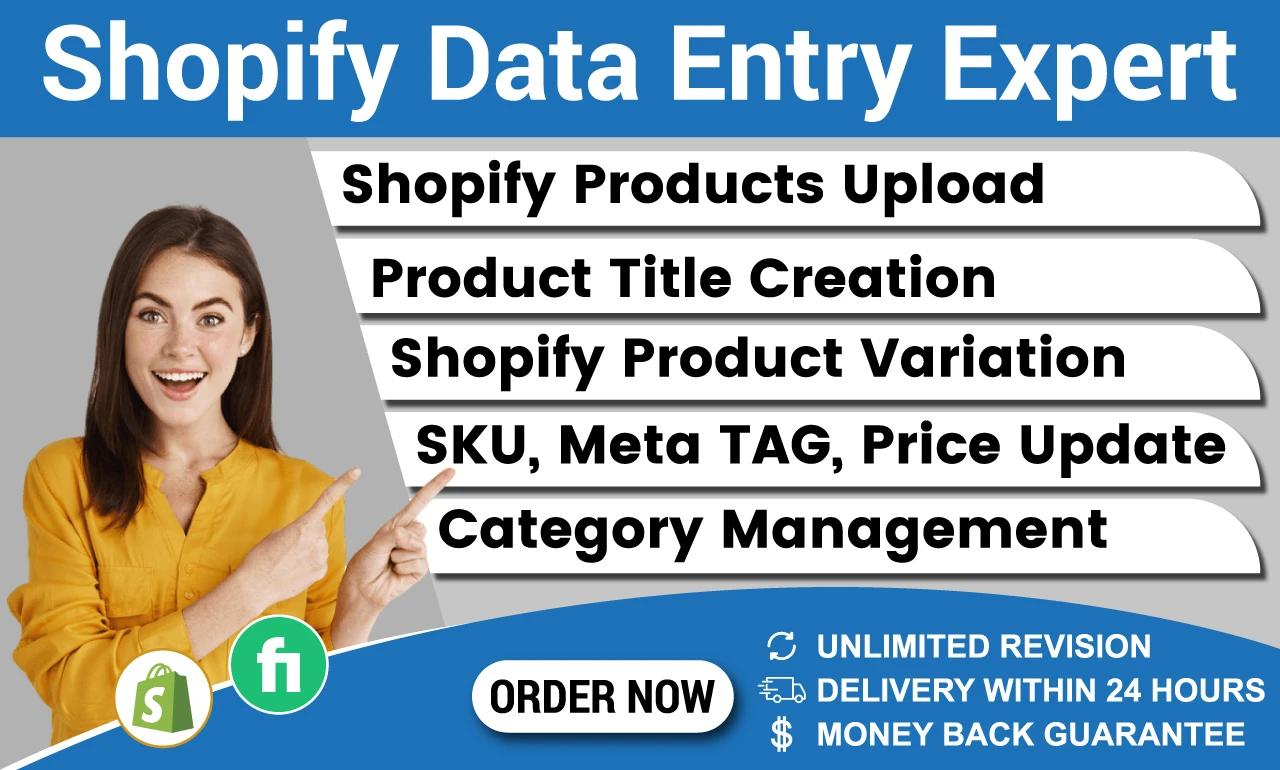 Shopify Data Entry Expert
Shopify Products Upload
Product Title Creation
Shopify Product Variation
SKU, Meta TAG, Price Update
Category Management
S
fi
ORDER NOW
UNLIMITED REVISION
DELIVERY WITHIN 24 HOURS
$ MONEY BACK GUARANTEE